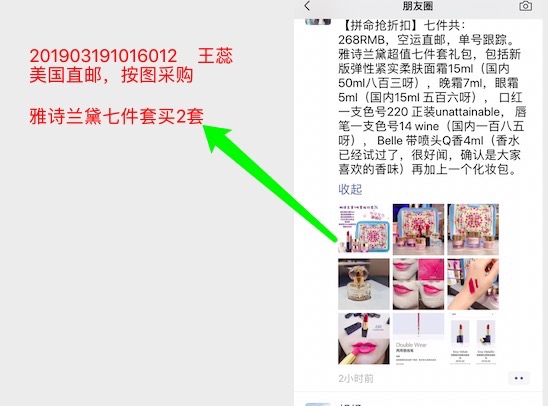 201903191016012 王蕊
美国直邮，按图采购
雅诗兰黛七件套买2套
朋友圈
【拼命抢折扣】七件共：
268RMB，空运直邮，单号跟踪。
雅诗兰黛超值七件套礼包，包括新
版弹性紧实柔肤面霜15ml（国内
50ml八百三呀），晚霜7ml，眼霜
5ml（国内15ml 五百六呀），口红
一支色号220 正装unattainable，唇
笔一支色号14 wine（国内一百八五
呀），Belle 带喷头Q香4ml（香水
已经试过了，很好闻，确认是大家
喜欢的香味）再加上一个化妆包。
收起
Double Wear
2小时前